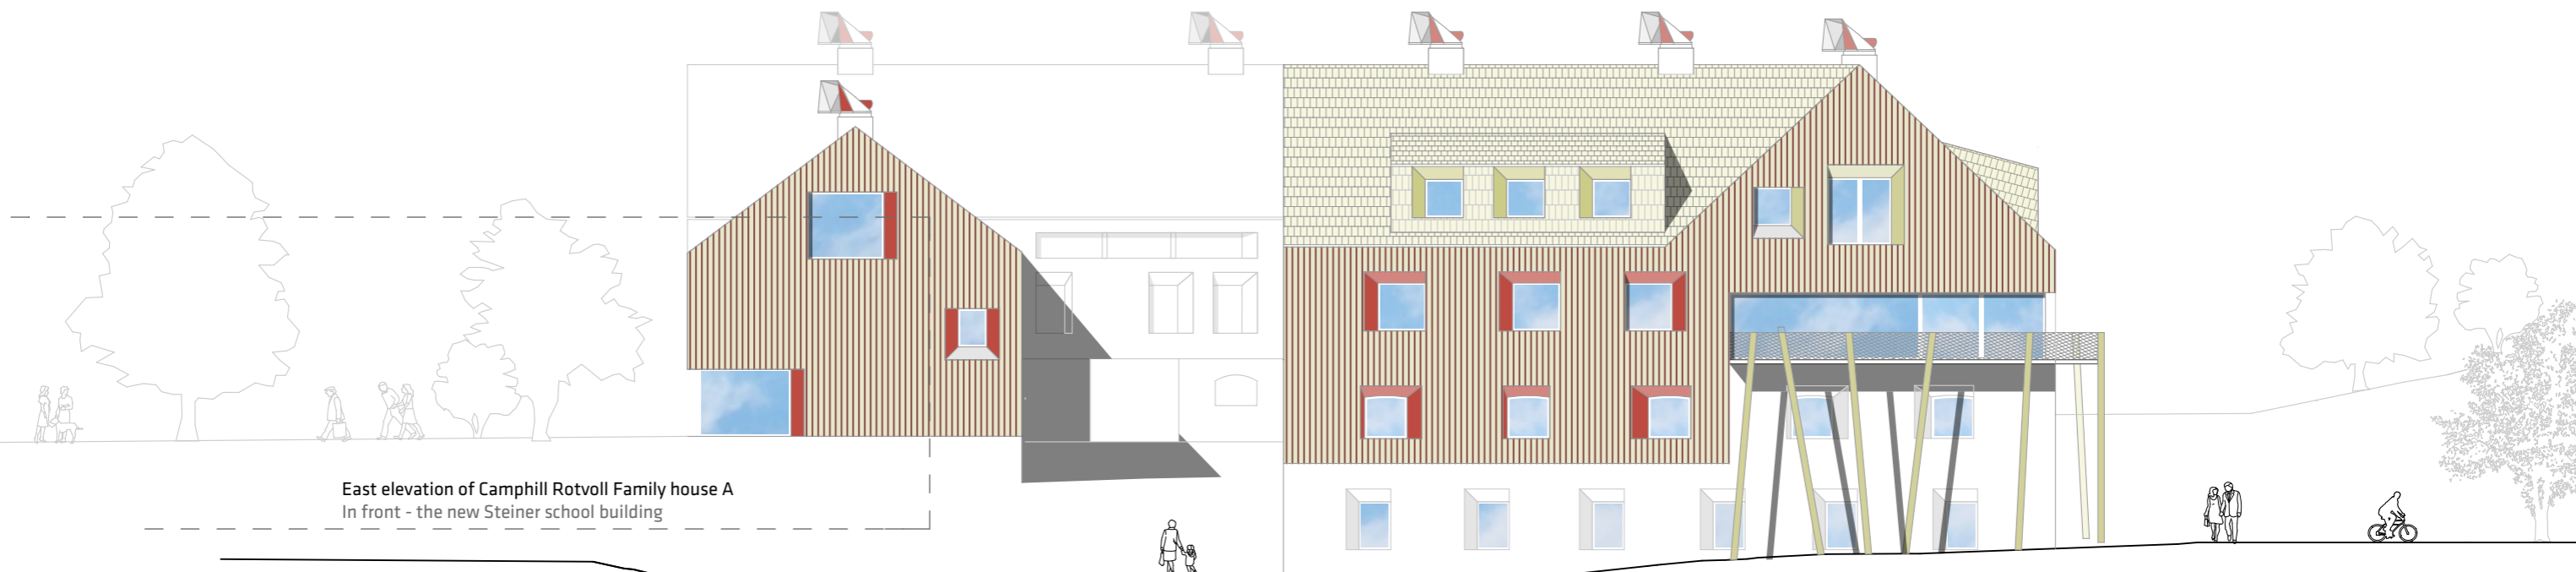 East elevation of Camphill Rotvoll Family house A
In front - the new Steiner school building